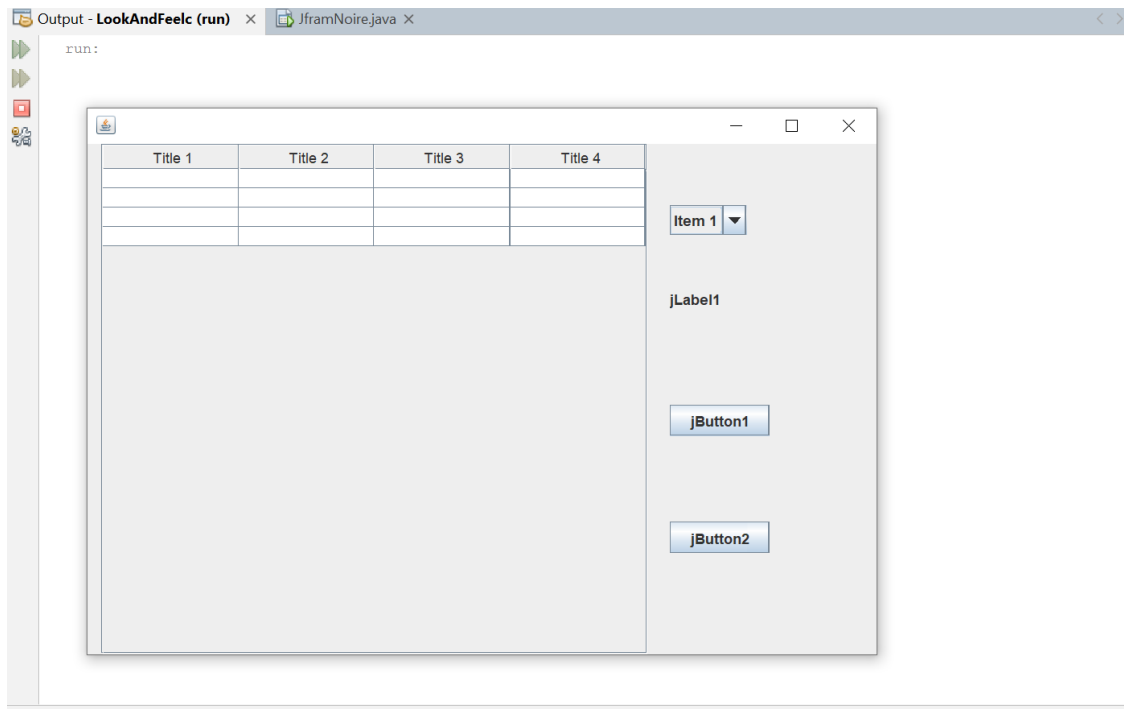 Output - LookAndFeelc (run) JframNoire.java
run:
Title 1 Title 2 Title 3 Title 4
Item 1
jLabel1
jButton1
jButton2